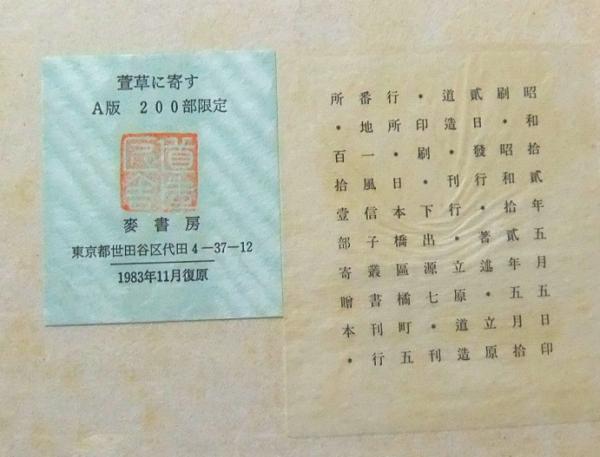 萱草に寄す
A版 200部限定
麥書房
東京都世田谷区代田4-37-12
1983年11月復原
昭和拾貳年五月五日印
刷・昭和拾貳年五月拾
貳日發行・著述・立原
道造・刊行・立原道造
・印刷・下出源七・刊
行所・日本橋區橘町五
番地一風信子叢書刊行
所・百拾壹部寄贈本・